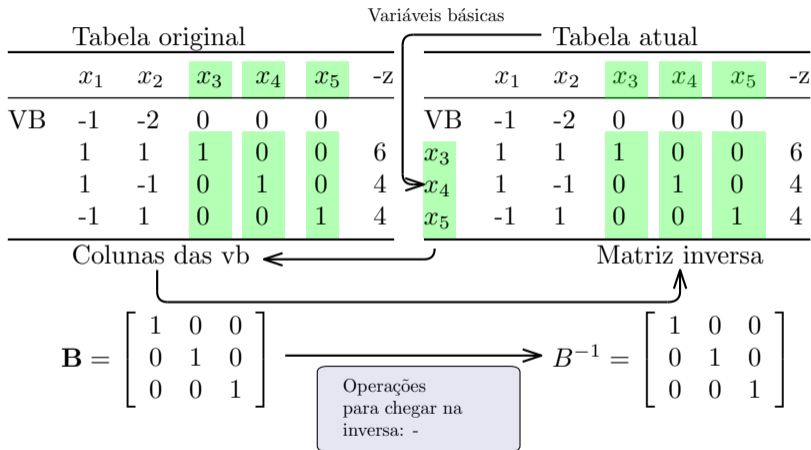 Variáveis básicas
Tabela original
x1 x2 x3 x4 x5 -z
VB -1 -2 0 0 0
1 1 1 0 0 6
1 -1 0 1 0 4
-1 1 0 0 1 4
Colunas das vb
Tabela atual
x1 x2 x3 x4 x5 -z
VB -1 -2 0 0 0
x3 1 1 1 0 0 6
x4 1 -1 0 1 0 4
x5 -1 1 0 0 1 4
Matriz inversa
B =
1 0 0
0 1 0
0 0 1
Operações
para chegar na
inversa: -
B⁻¹ =
1 0 0
0 1 0
0 0 1